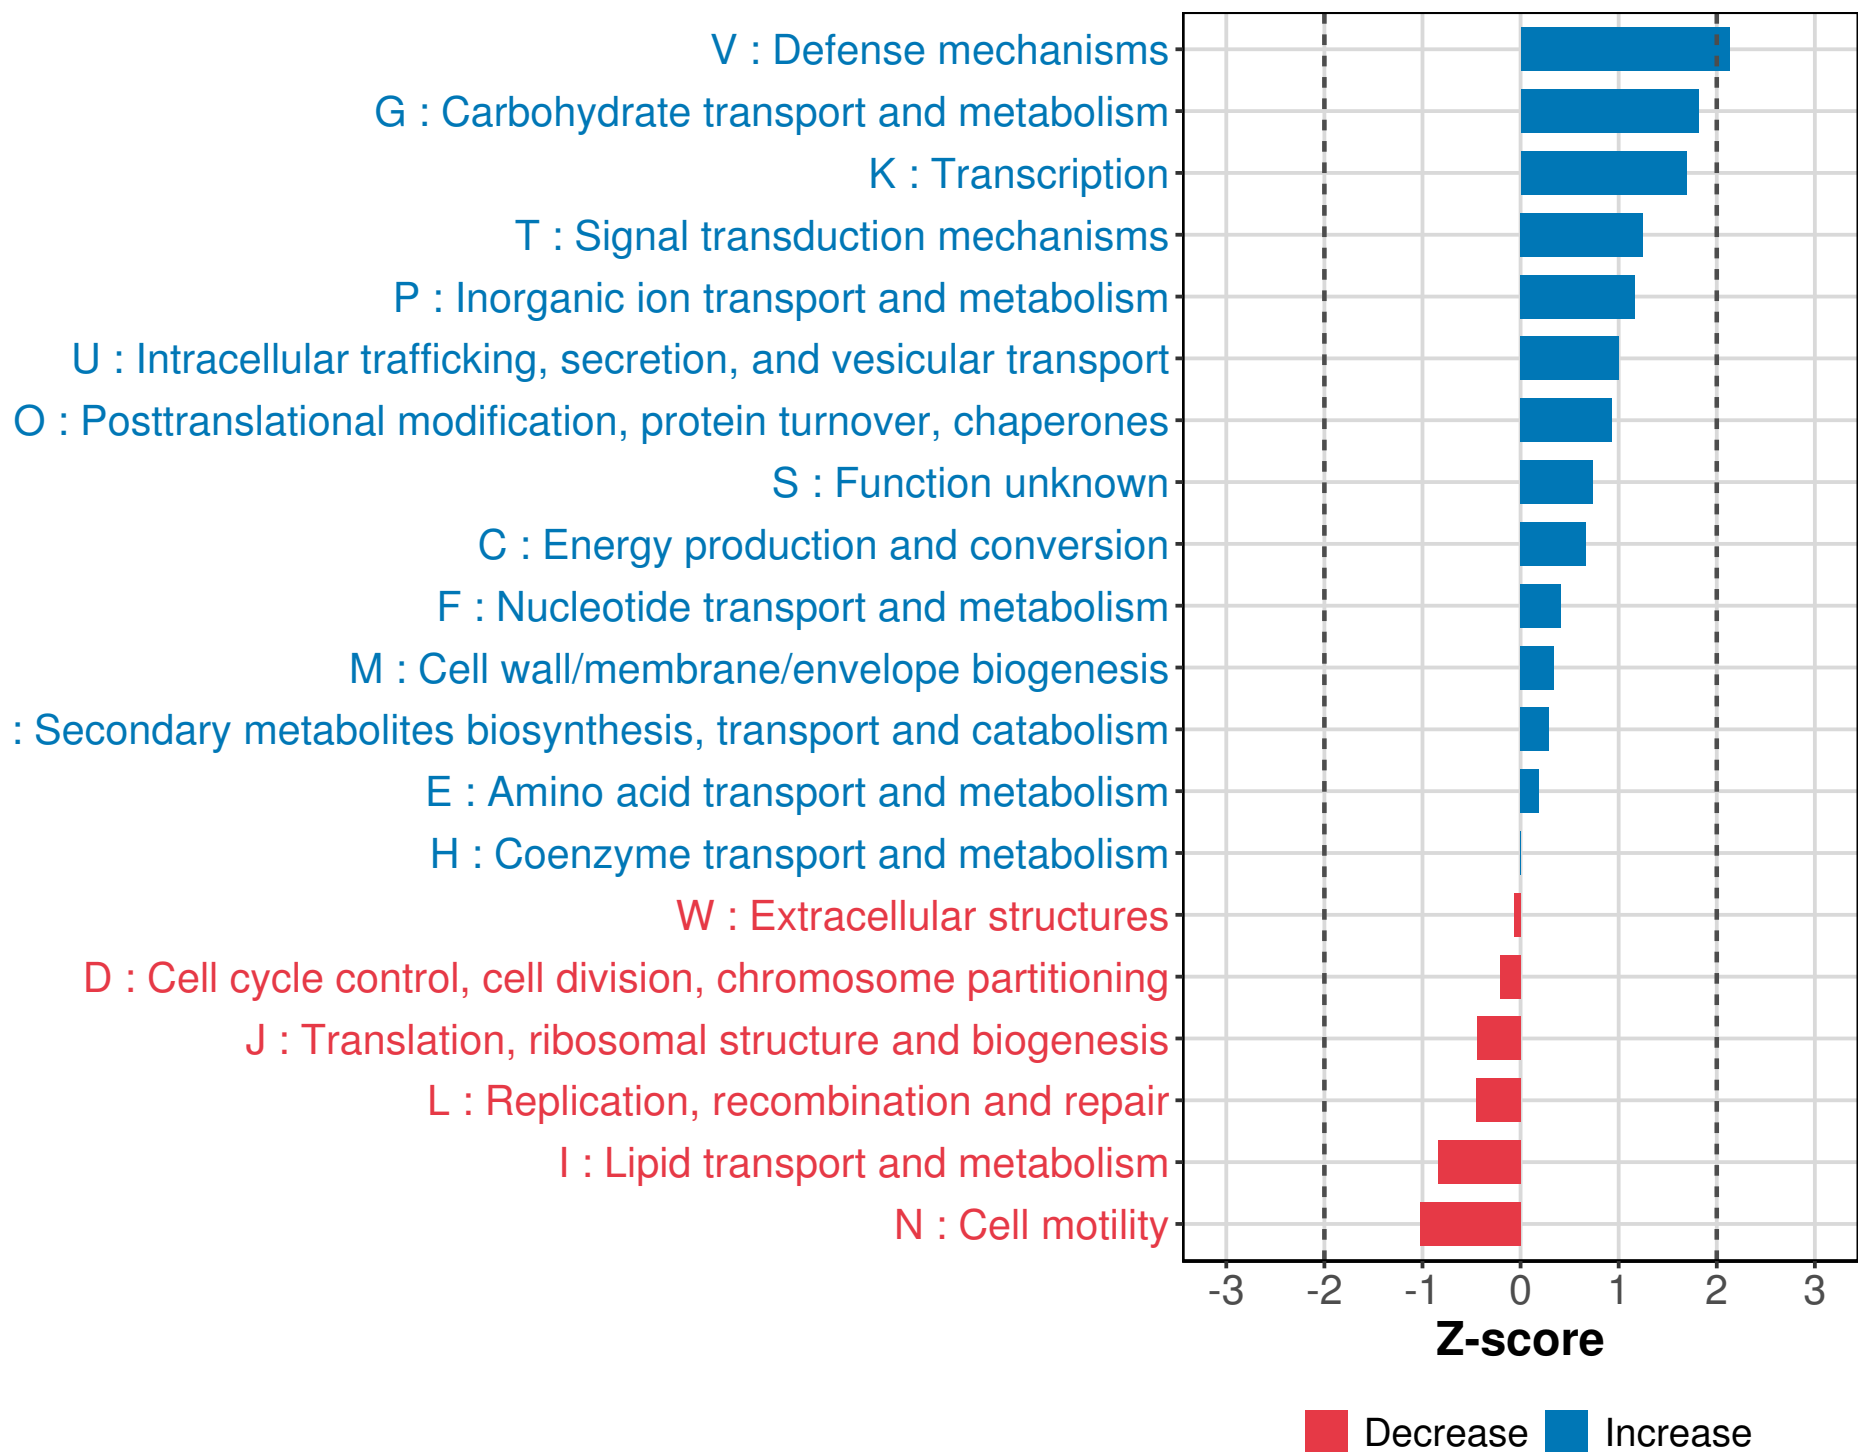 V : Defense mechanisms
G : Carbohydrate transport and metabolism
K : Transcription
T : Signal transduction mechanisms
P : Inorganic ion transport and metabolism
U : Intracellular trafficking, secretion, and vesicular transport
O : Posttranslational modification, protein turnover, chaperones
S : Function unknown
C : Energy production and conversion
F : Nucleotide transport and metabolism
M : Cell wall/membrane/envelope biogenesis
: Secondary metabolites biosynthesis, transport and catabolism
E : Amino acid transport and metabolism
H : Coenzyme transport and metabolism
W : Extracellular structures
D : Cell cycle control, cell division, chromosome partitioning
J : Translation, ribosomal structure and biogenesis
L : Replication, recombination and repair
I : Lipid transport and metabolism
N : Cell motility
-3 -2 -1 0 1 2 3
Z-score
Decrease Increase